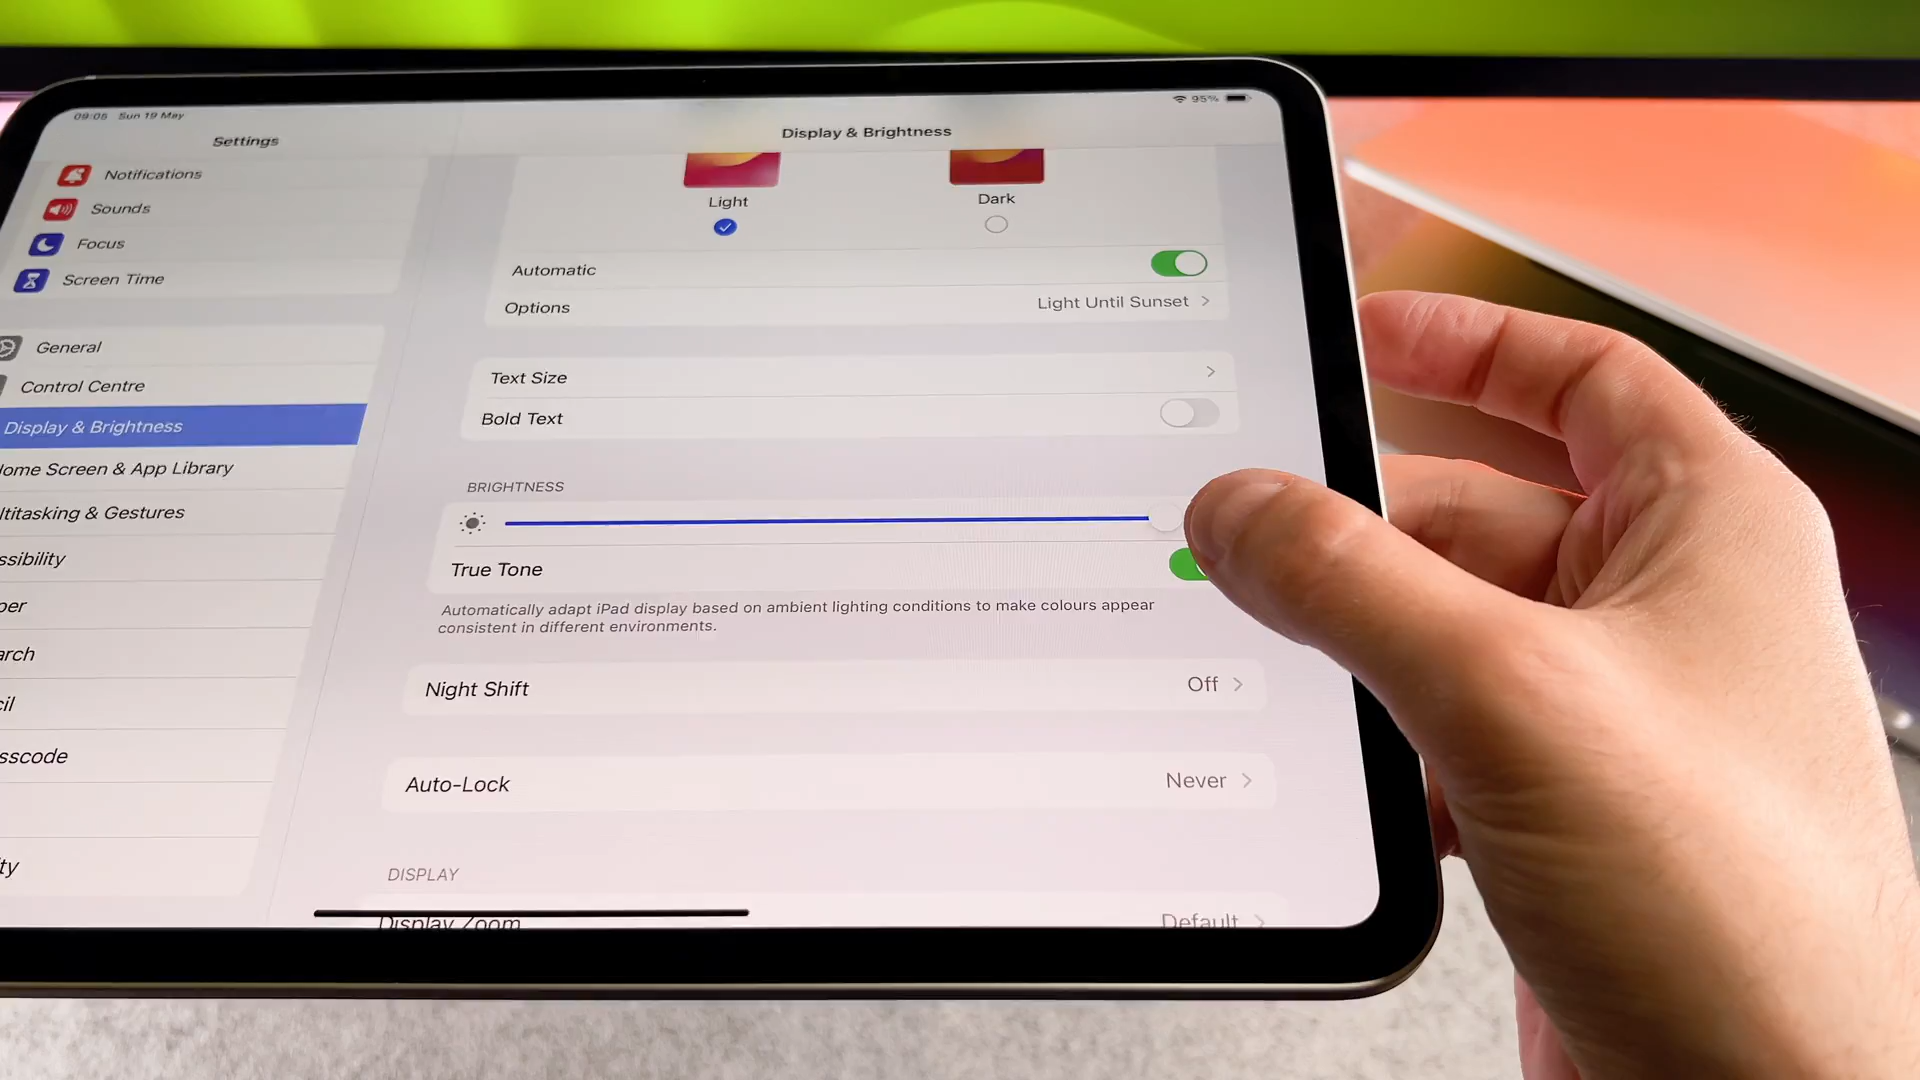 09:05 Sun 19 May
95%
Settings
Display & Brightness
Notifications
Sounds
Focus
Screen Time
General
Control Centre
Display & Brightness
ome Screen & App Library
ltitasking & Gestures
ssibility
per
arch
cil
sscode
ty
Light
Dark
Automatic
Options
Light Until Sunset
Text Size
Bold Text
BRIGHTNESS
True Tone
Automatically adapt iPad display based on ambient lighting conditions to make colours appear
consistent in different environments.
Night Shift
Off
Auto-Lock
Never
DISPLAY
Display Zoom
Default